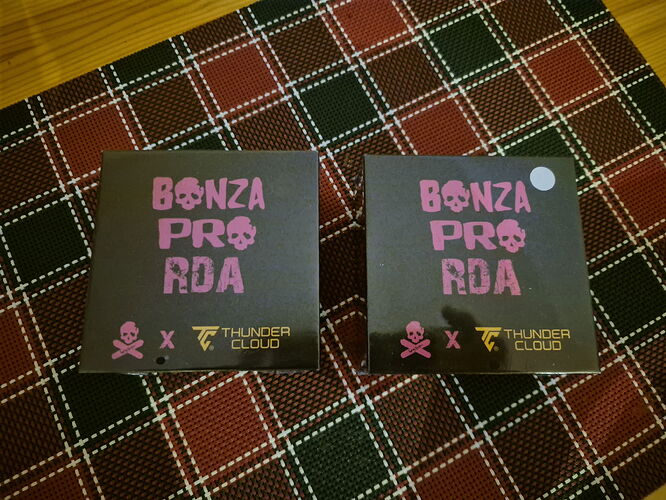 BONZA
PRO
RDA
X THUNDER
CLOUD
BONZA
PRO
RDA
X THUNDER
CLOUD